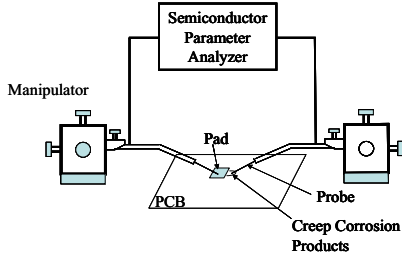 Semiconductor
Parameter
Analyzer
Manipulator
Pad
PCB
Probe
Creep Corrosion
Products